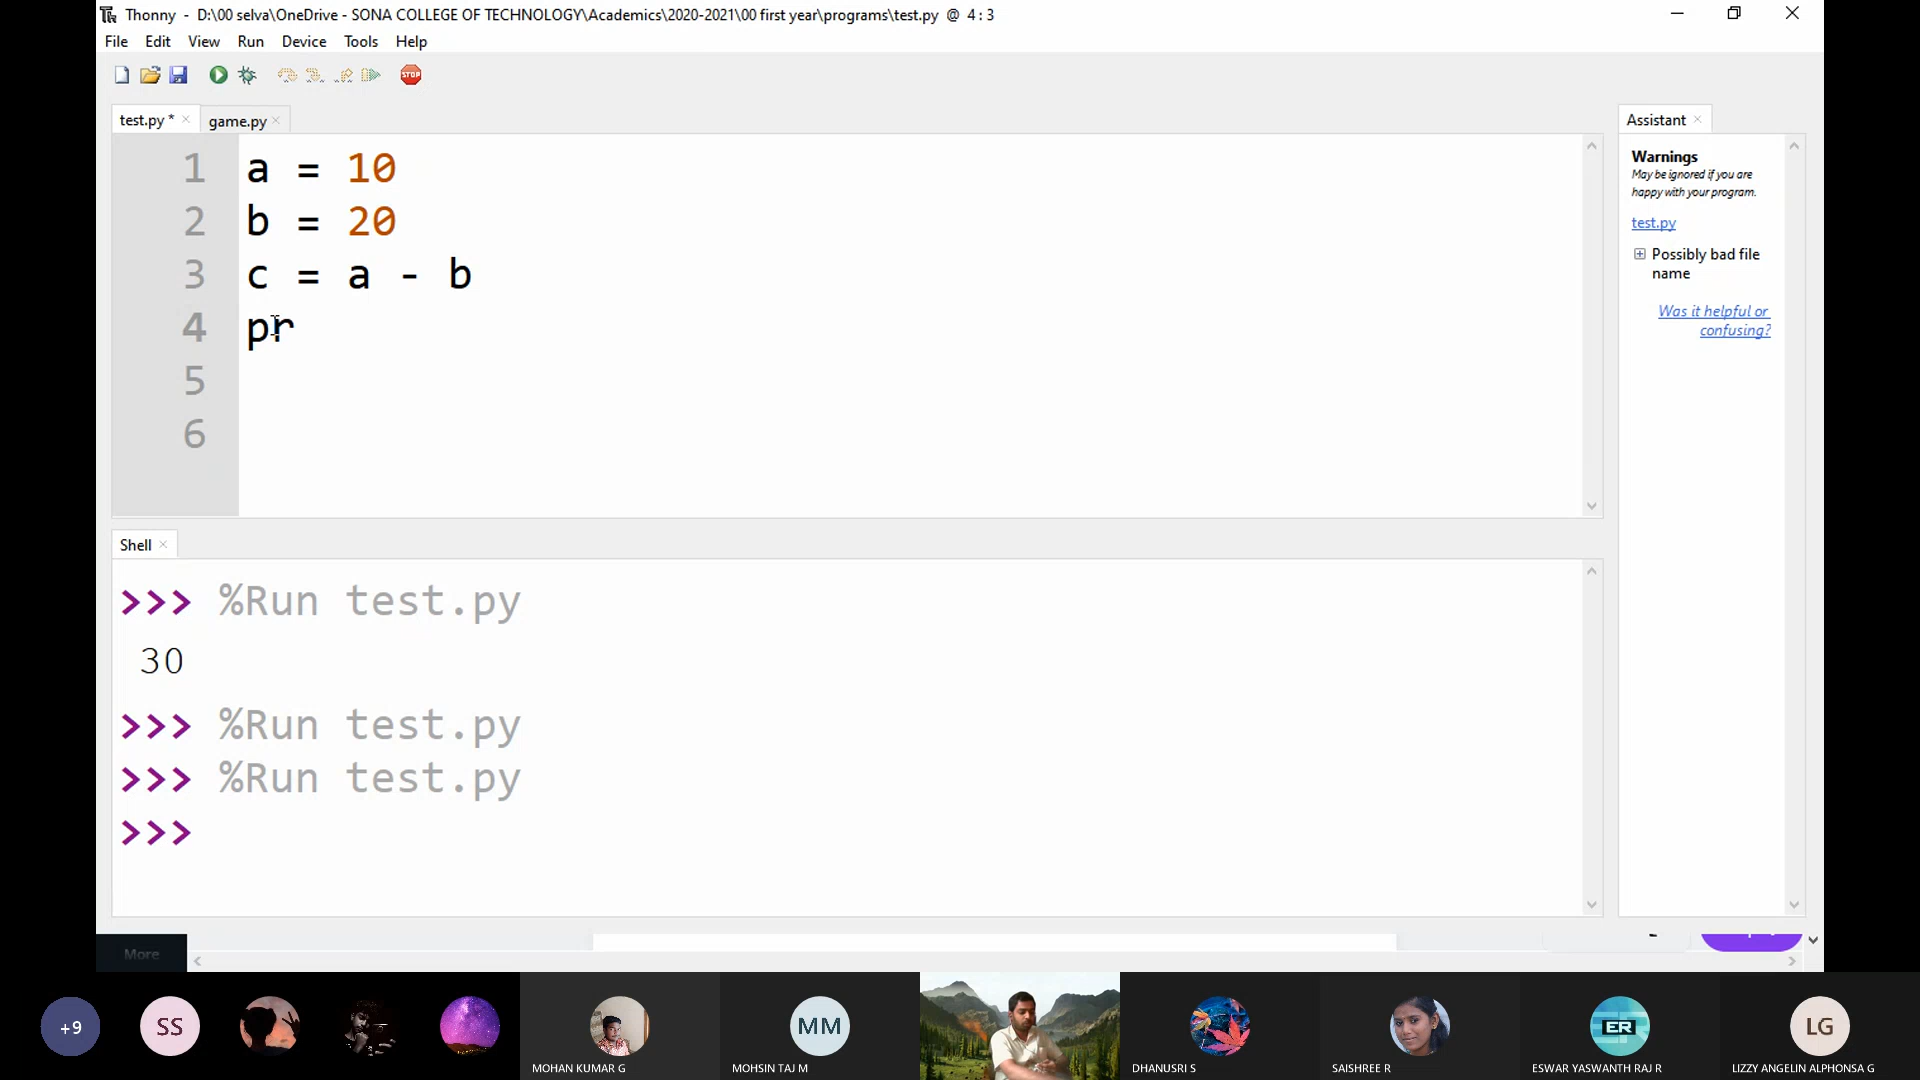 Thonny - D:\00 selva\OneDrive - SONA COLLEGE OF TECHNOLOGY\Academics\2020-2021\00 first year\programs\test.py @ 4:3
File Edit View Run Device Tools Help
STOP
test.py * ×
game.py ×
1 a = 10
2 b = 20
3 c = a - b
4 pr
5
6
Assistant ×
Warnings
May be ignored if you are
happy with your program.
test.py
Possibly bad file
name
Was it helpful or
confusing?
Shell ×
>>> %Run test.py
30
>>> %Run test.py
>>> %Run test.py
>>>
More
+9
SS
MOHAN KUMAR G
MM
MOHSIN TAJ M
DHANUSRI S
SAISHREE R
ER
ESWAR YASWANTH RAJ R
LG
LIZZY ANGELIN ALPHONSA G